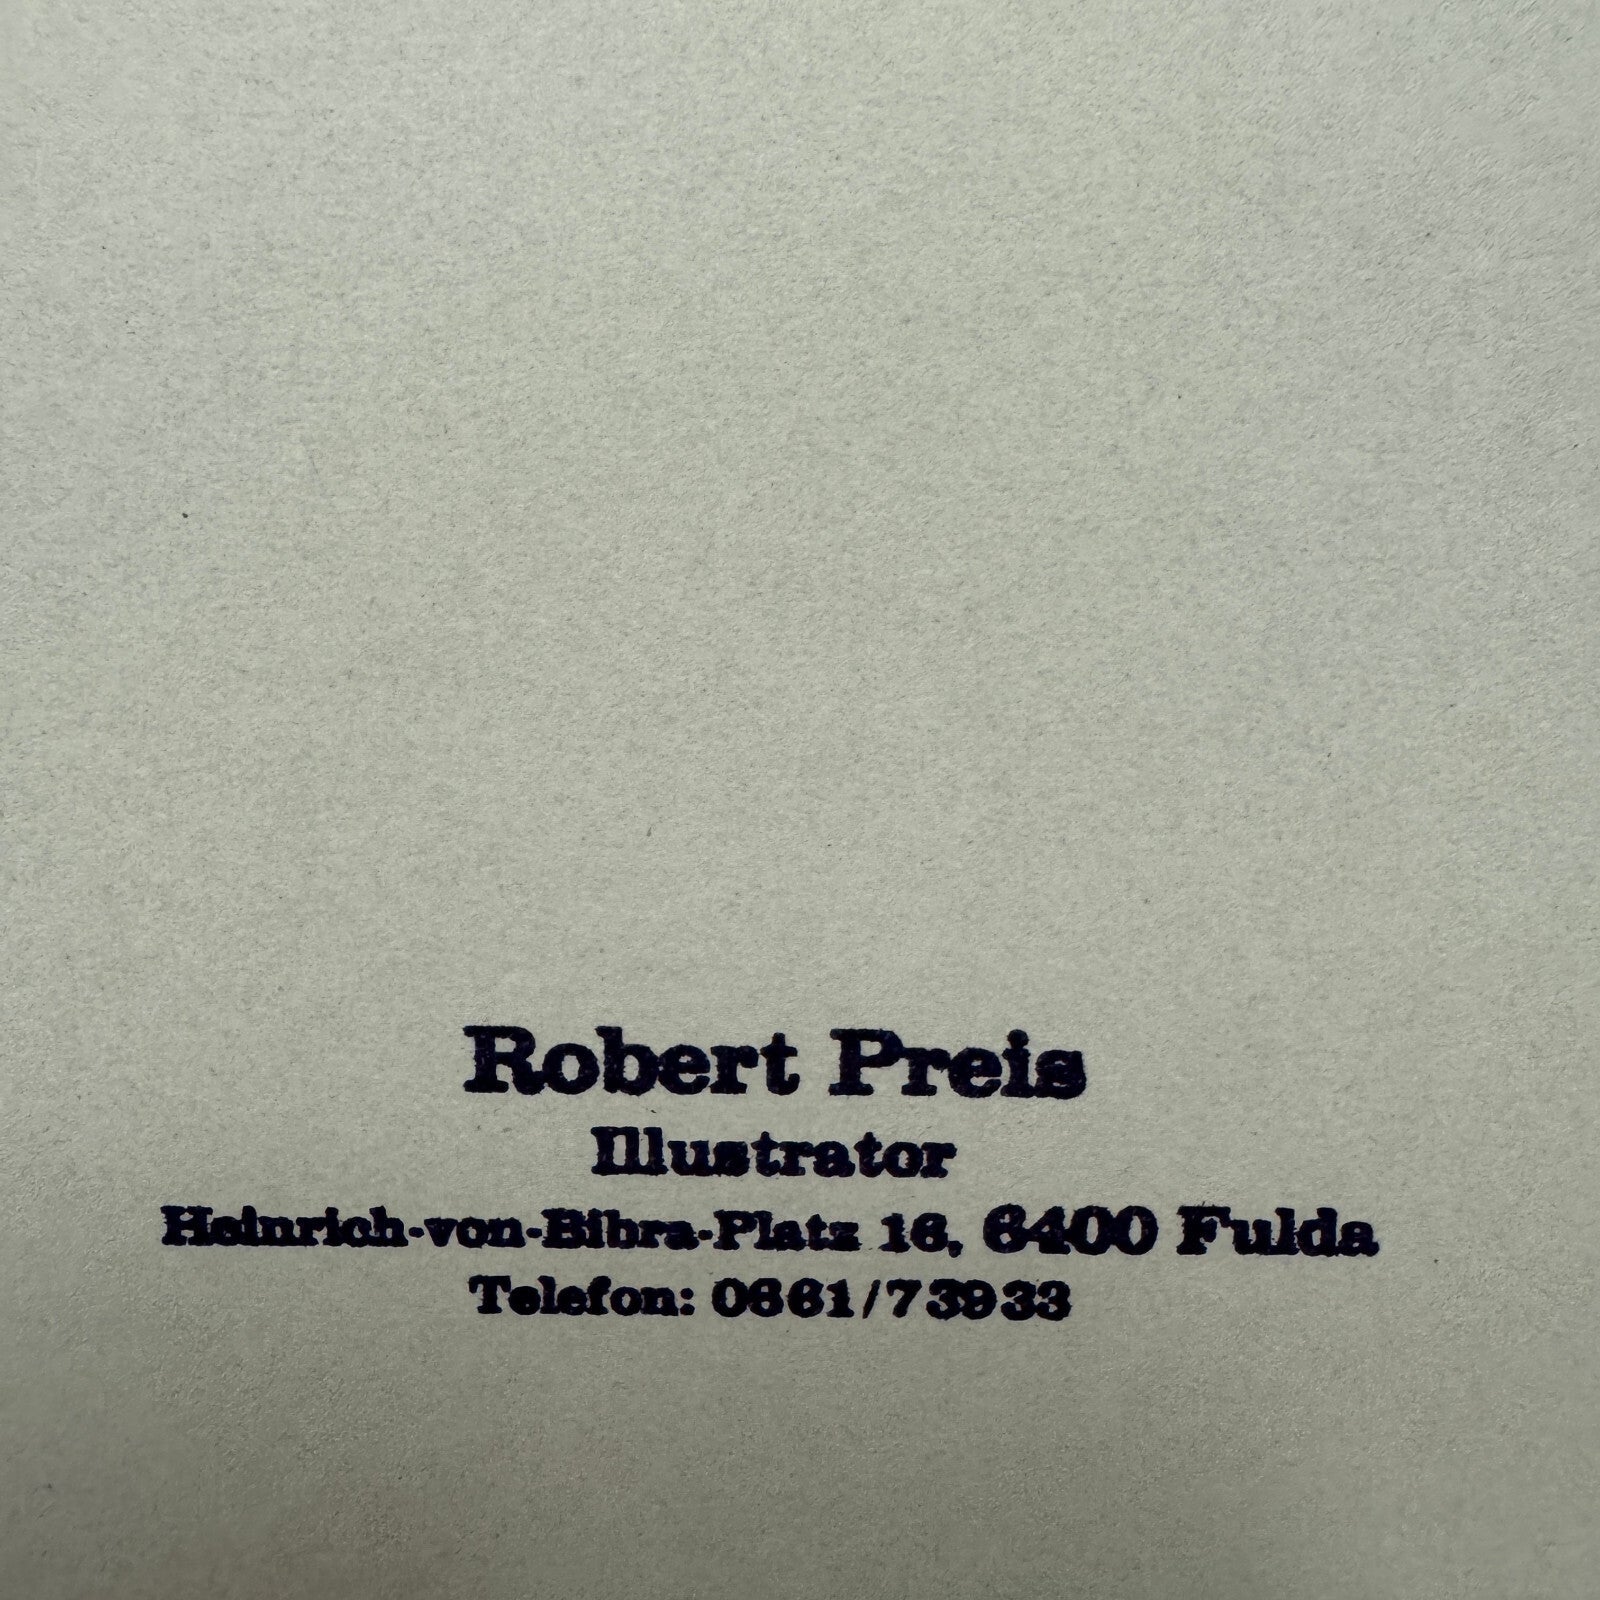 Robert Preis
Illustrator
Heinrich-von-Bibra-Platz 16, 6400 Fulda
Telefon: 0661/73933